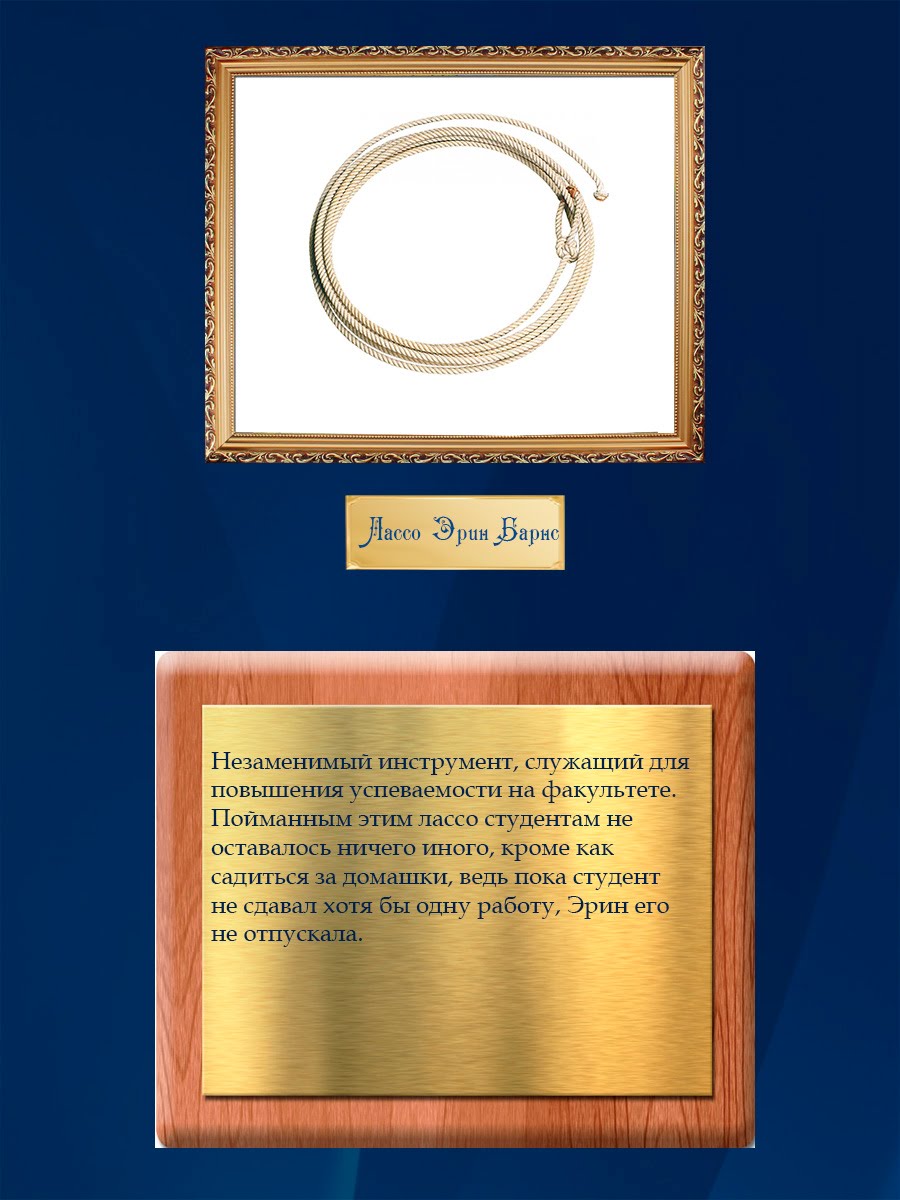 Лассо Эрин Барнс
Незаменимый инструмент, служащий для
повышения успеваемости на факультете.
Пойманным этим лассо студентам не
оставалось ничего иного, кроме как
садиться за домашки, ведь пока студент
не сдавал хотя бы одну работу, Эрин его
не отпускала.